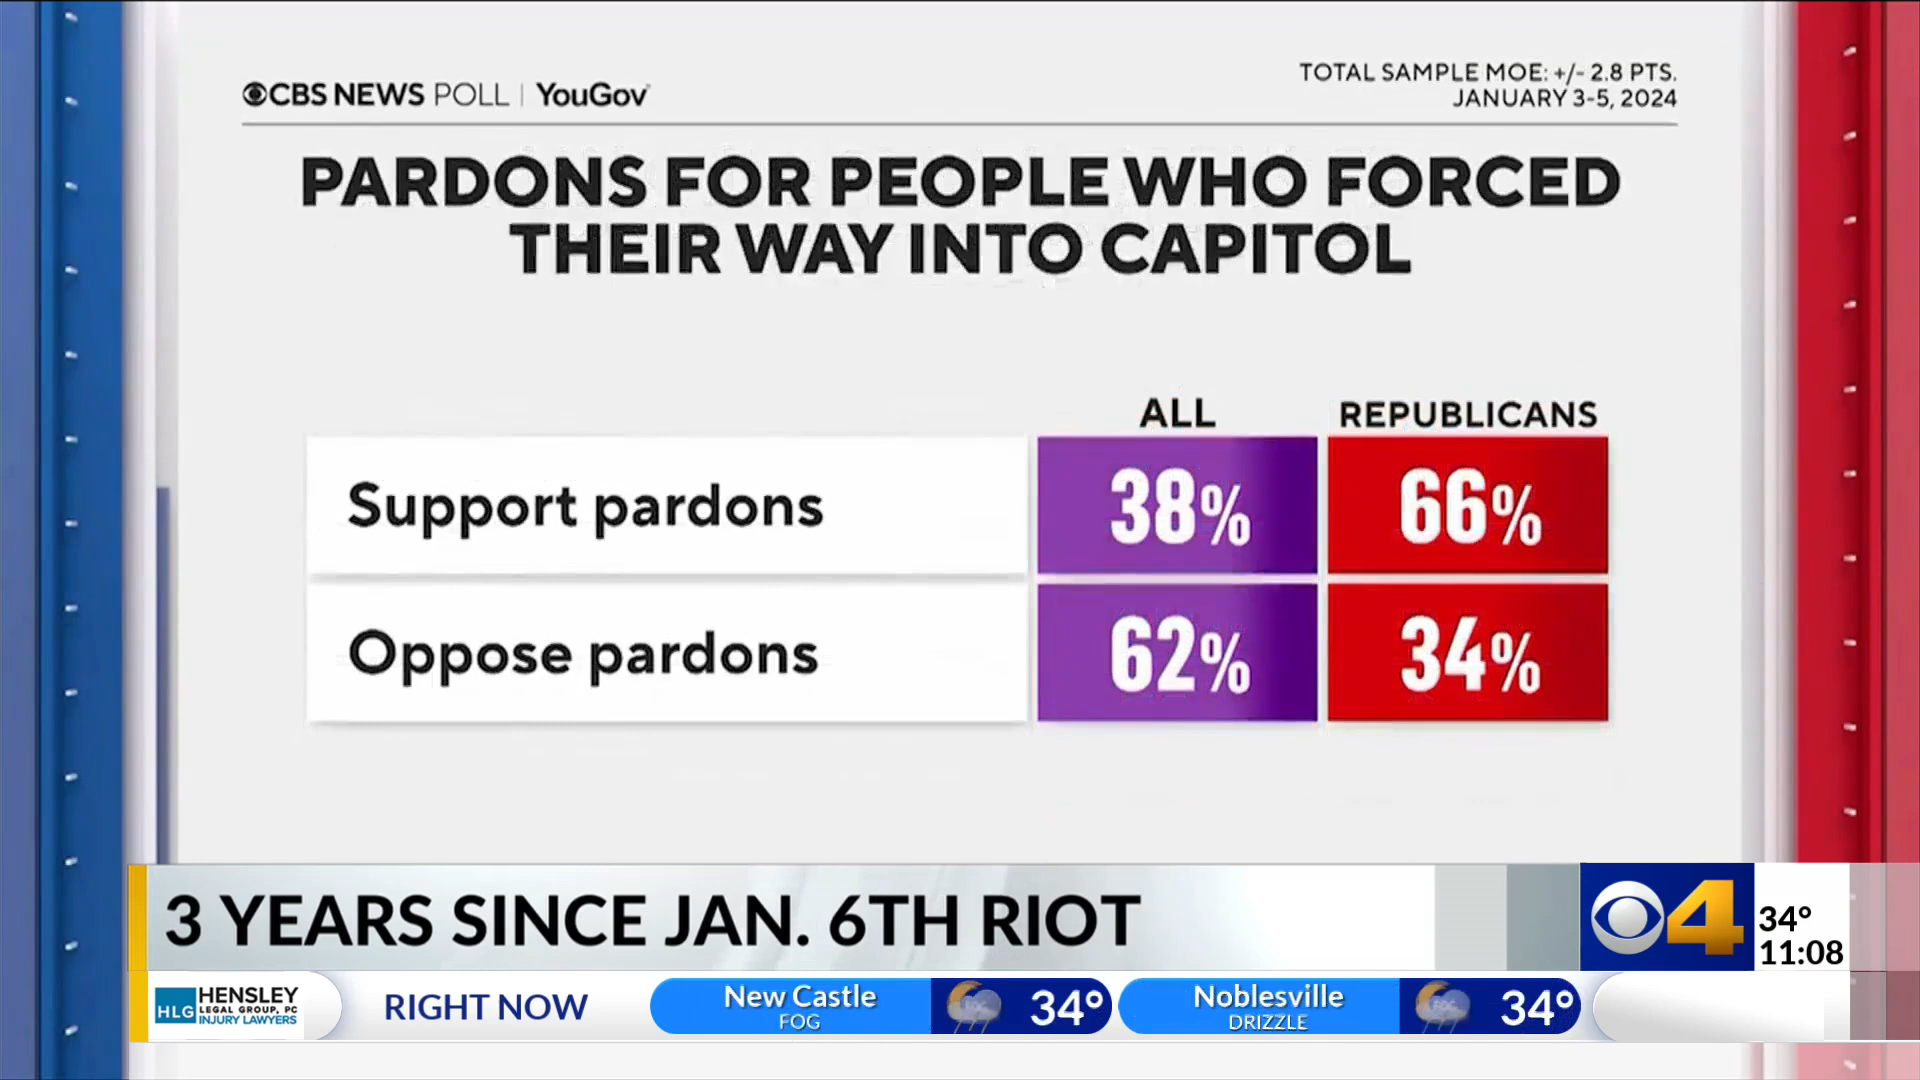 CBS NEWS POLL | YouGov
TOTAL SAMPLE MOE: +/- 2.8 PTS.
JANUARY 3-5, 2024
PARDONS FOR PEOPLE WHO FORCED
THEIR WAY INTO CAPITOL
ALL REPUBLICANS
Support pardons 38% 66%
Oppose pardons 62% 34%
3 YEARS SINCE JAN. 6TH RIOT
4
34°
11:08
HLG HENSLEY
LEGAL GROUP, PC
INJURY LAWYERS
RIGHT NOW
New Castle
FOG
FOG
34°
Noblesville
DRIZZLE
FOG
34°